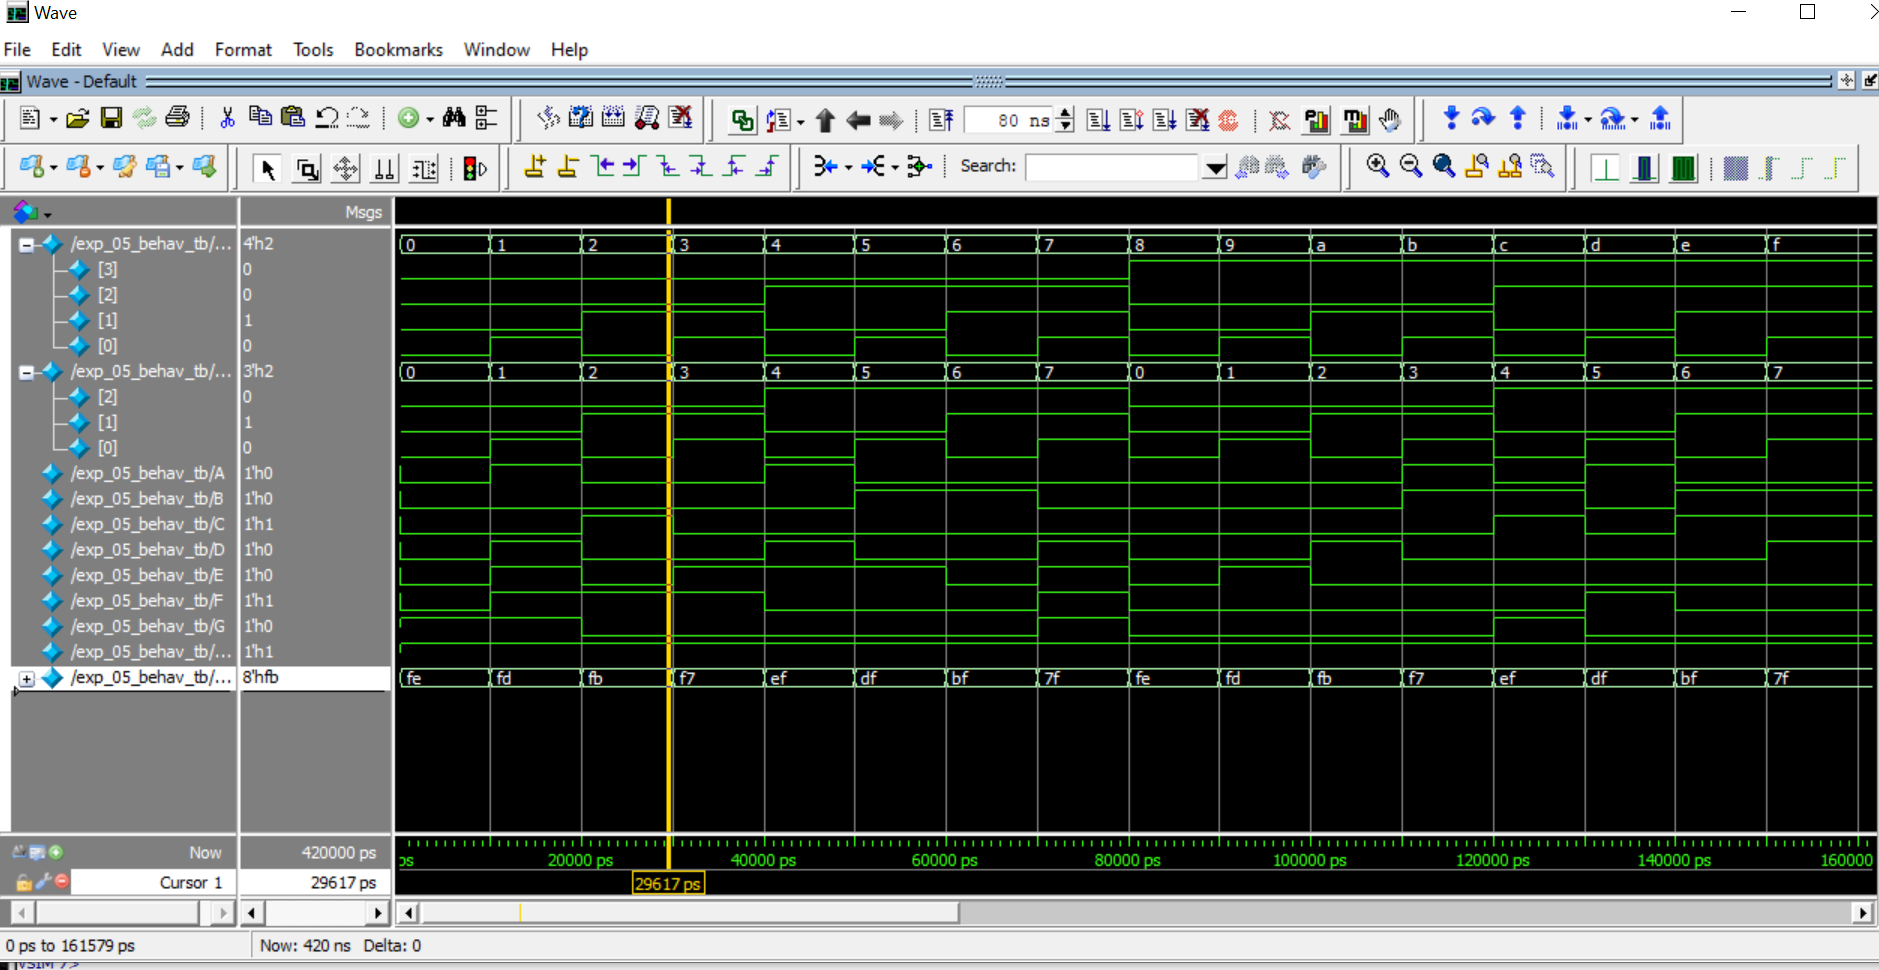 Wave
File Edit View Add Format Tools Bookmarks Window Help
Wave - Default
80 ns
Search:
Msgs
/exp_05_behav_tb/... 4'h2 0 1 2 3 4 5 6 7 8 9 a b c d e f
[3] 0
[2] 0
[1] 1
[0] 0
/exp_05_behav_tb/... 3'h2 0 1 2 3 4 5 6 7 0 1 2 3 4 5 6 7
[2] 0
[1] 1
[0] 0
/exp_05_behav_tb/A 1'h0
/exp_05_behav_tb/B 1'h0
/exp_05_behav_tb/C 1'h1
/exp_05_behav_tb/D 1'h0
/exp_05_behav_tb/E 1'h0
/exp_05_behav_tb/F 1'h1
/exp_05_behav_tb/G 1'h0
/exp_05_behav_tb/... 1'h1
/exp_05_behav_tb/... 8'hfb fe fd fb f7 ef df bf 7f fe fd fb f7 ef df bf 7f
Now 420000 ps ps 20000 ps 40000 ps 60000 ps 80000 ps 100000 ps 120000 ps 140000 ps 160000
Cursor 1 29617 ps 29617 ps
0 ps to 161579 ps Now: 420 ns Delta: 0